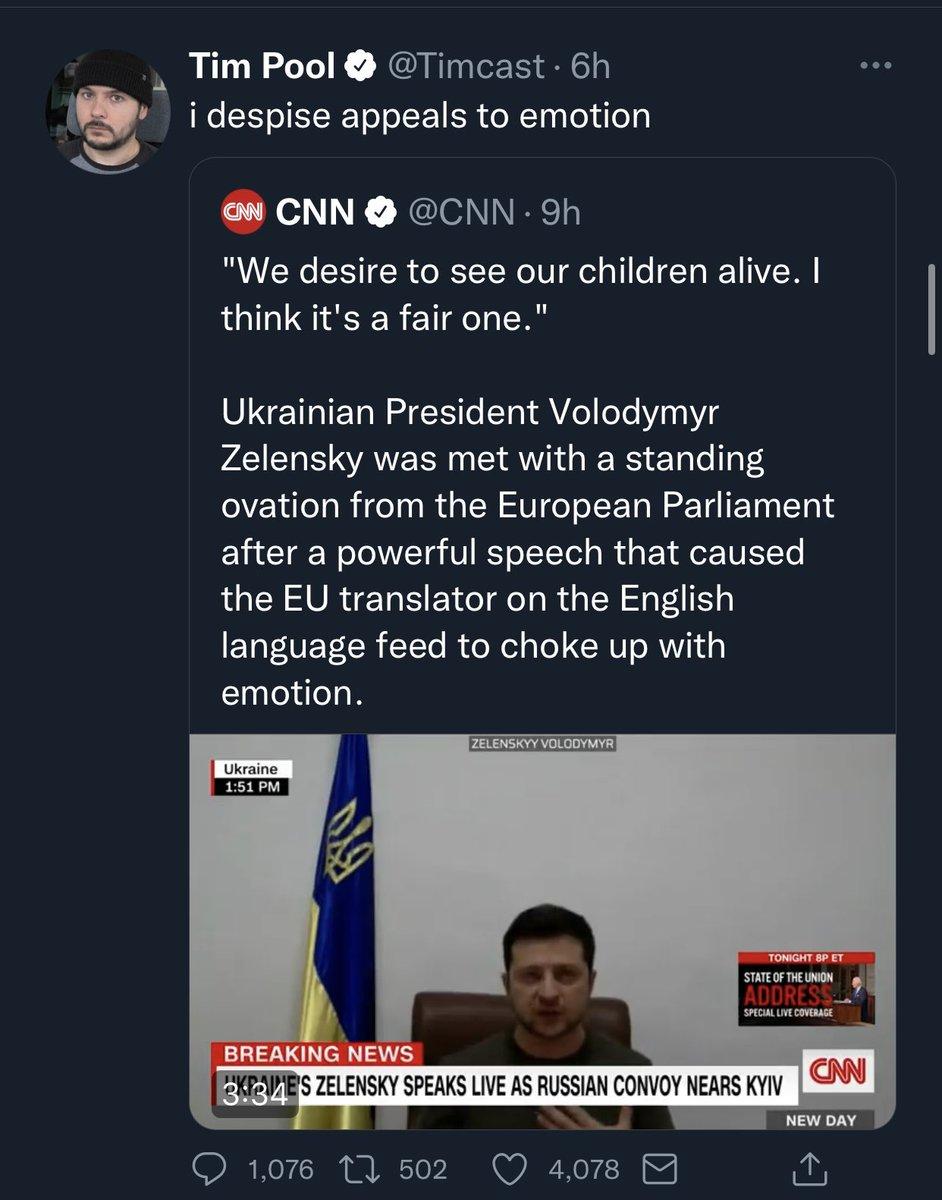 Tim Pool @Timcast · 6h
i despise appeals to emotion
CNN CNN @CNN · 9h
"We desire to see our children alive. I
think it's a fair one."
Ukrainian President Volodymyr
Zelensky was met with a standing
ovation from the European Parliament
after a powerful speech that caused
the EU translator on the English
language feed to choke up with
emotion.
ZELENSKYY VOLODYMYR
Ukraine
1:51 PM
TONIGHT 8P ET
STATE OF THE UNION
ADDRESS
SPECIAL LIVE COVERAGE
BREAKING NEWS
UKRAINE'S ZELENSKY SPEAKS LIVE AS RUSSIAN CONVOY NEARS KYIV
3:34
CNN
NEW DAY
1,076 502 4,078